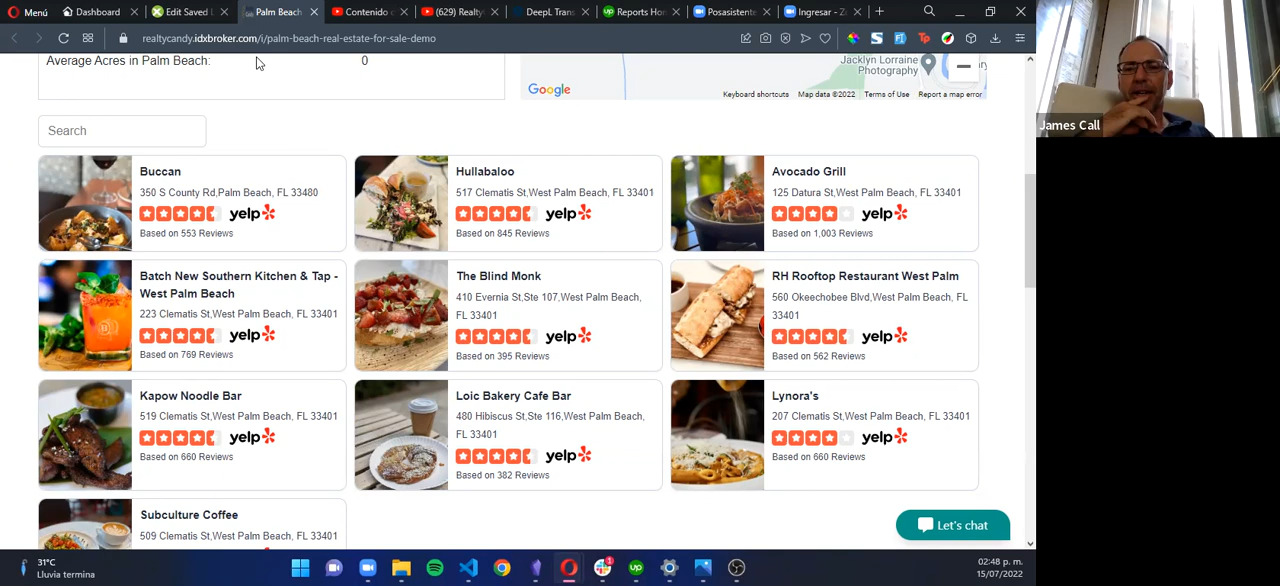 Menú
Dashboard
Edit Saved L
Palm Beach
Contenido c
(629) Realty
DeepL Trans
Reports Hom
Posasistente
Ingresar - Zo
realtycandy.idxbroker.com/i/palm-beach-real-estate-for-sale-demo
James Call
Average Acres in Palm Beach: 0
Jacklyn Lorraine
Photography
Google
Keyboard shortcuts Map data ©2022 Terms of Use Report a map error
Search
Buccan
350 S County Rd,Palm Beach, FL 33480
yelp
Based on 553 Reviews
Hullabaloo
517 Clematis St,West Palm Beach, FL 33401
yelp
Based on 845 Reviews
Avocado Grill
125 Datura St,West Palm Beach, FL 33401
yelp
Based on 1,003 Reviews
Batch New Southern Kitchen & Tap -
West Palm Beach
223 Clematis St,West Palm Beach, FL 33401
yelp
Based on 769 Reviews
The Blind Monk
410 Evernia St,Ste 107,West Palm Beach,
FL 33401
yelp
Based on 395 Reviews
RH Rooftop Restaurant West Palm
560 Okeechobee Blvd,West Palm Beach, FL
33401
yelp
Based on 562 Reviews
Kapow Noodle Bar
519 Clematis St,West Palm Beach, FL 33401
yelp
Based on 660 Reviews
Loic Bakery Cafe Bar
480 Hibiscus St,Ste 116,West Palm Beach,
FL 33401
yelp
Based on 382 Reviews
Lynora's
207 Clematis St,West Palm Beach, FL 33401
yelp
Based on 660 Reviews
Subculture Coffee
509 Clematis St,West Palm Beach, FL 33401
Let's chat
31°C
Lluvia termina
02:48 p. m.
15/07/2022